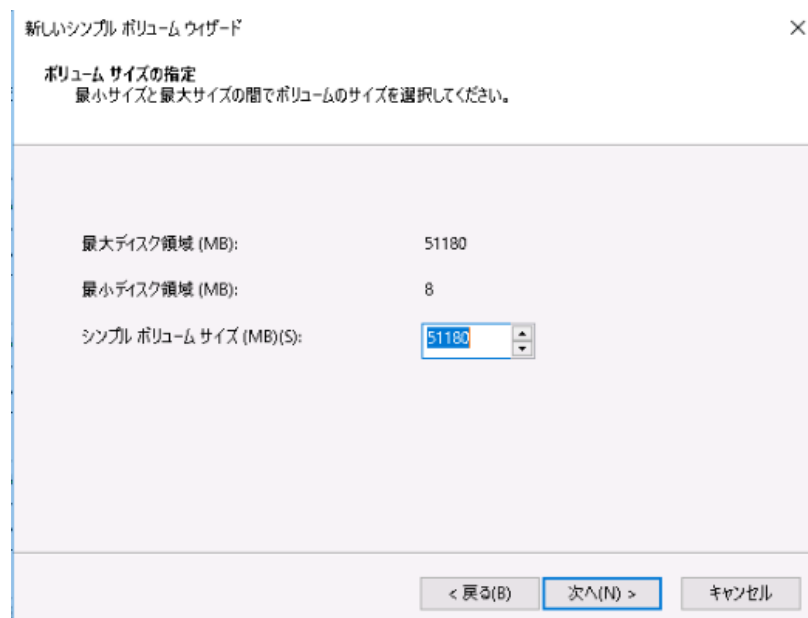 新しいシンプル ボリューム ウィザード
ボリューム サイズの指定
最小サイズと最大サイズの間でボリュームのサイズを選択してください。
最大ディスク領域 (MB): 51180
最小ディスク領域 (MB): 8
シンプル ボリューム サイズ (MB)(S): 51180
< 戻る(B) 次へ(N) > キャンセル